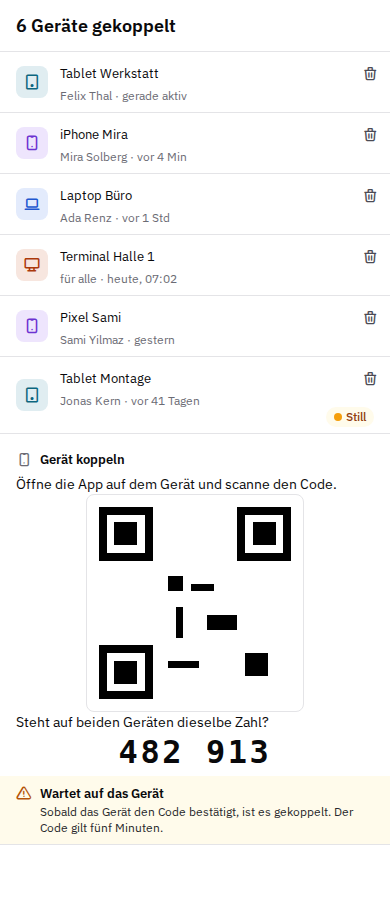 6 Geräte gekoppelt
Tablet Werkstatt
Felix Thal · gerade aktiv
iPhone Mira
Mira Solberg · vor 4 Min
Laptop Büro
Ada Renz · vor 1 Std
Terminal Halle 1
für alle · heute, 07:02
Pixel Sami
Sami Yilmaz · gestern
Tablet Montage
Jonas Kern · vor 41 Tagen
Still
Gerät koppeln
Öffne die App auf dem Gerät und scanne den Code.
Steht auf beiden Geräten dieselbe Zahl?
482 913
Wartet auf das Gerät
Sobald das Gerät den Code bestätigt, ist es gekoppelt. Der
Code gilt fünf Minuten.